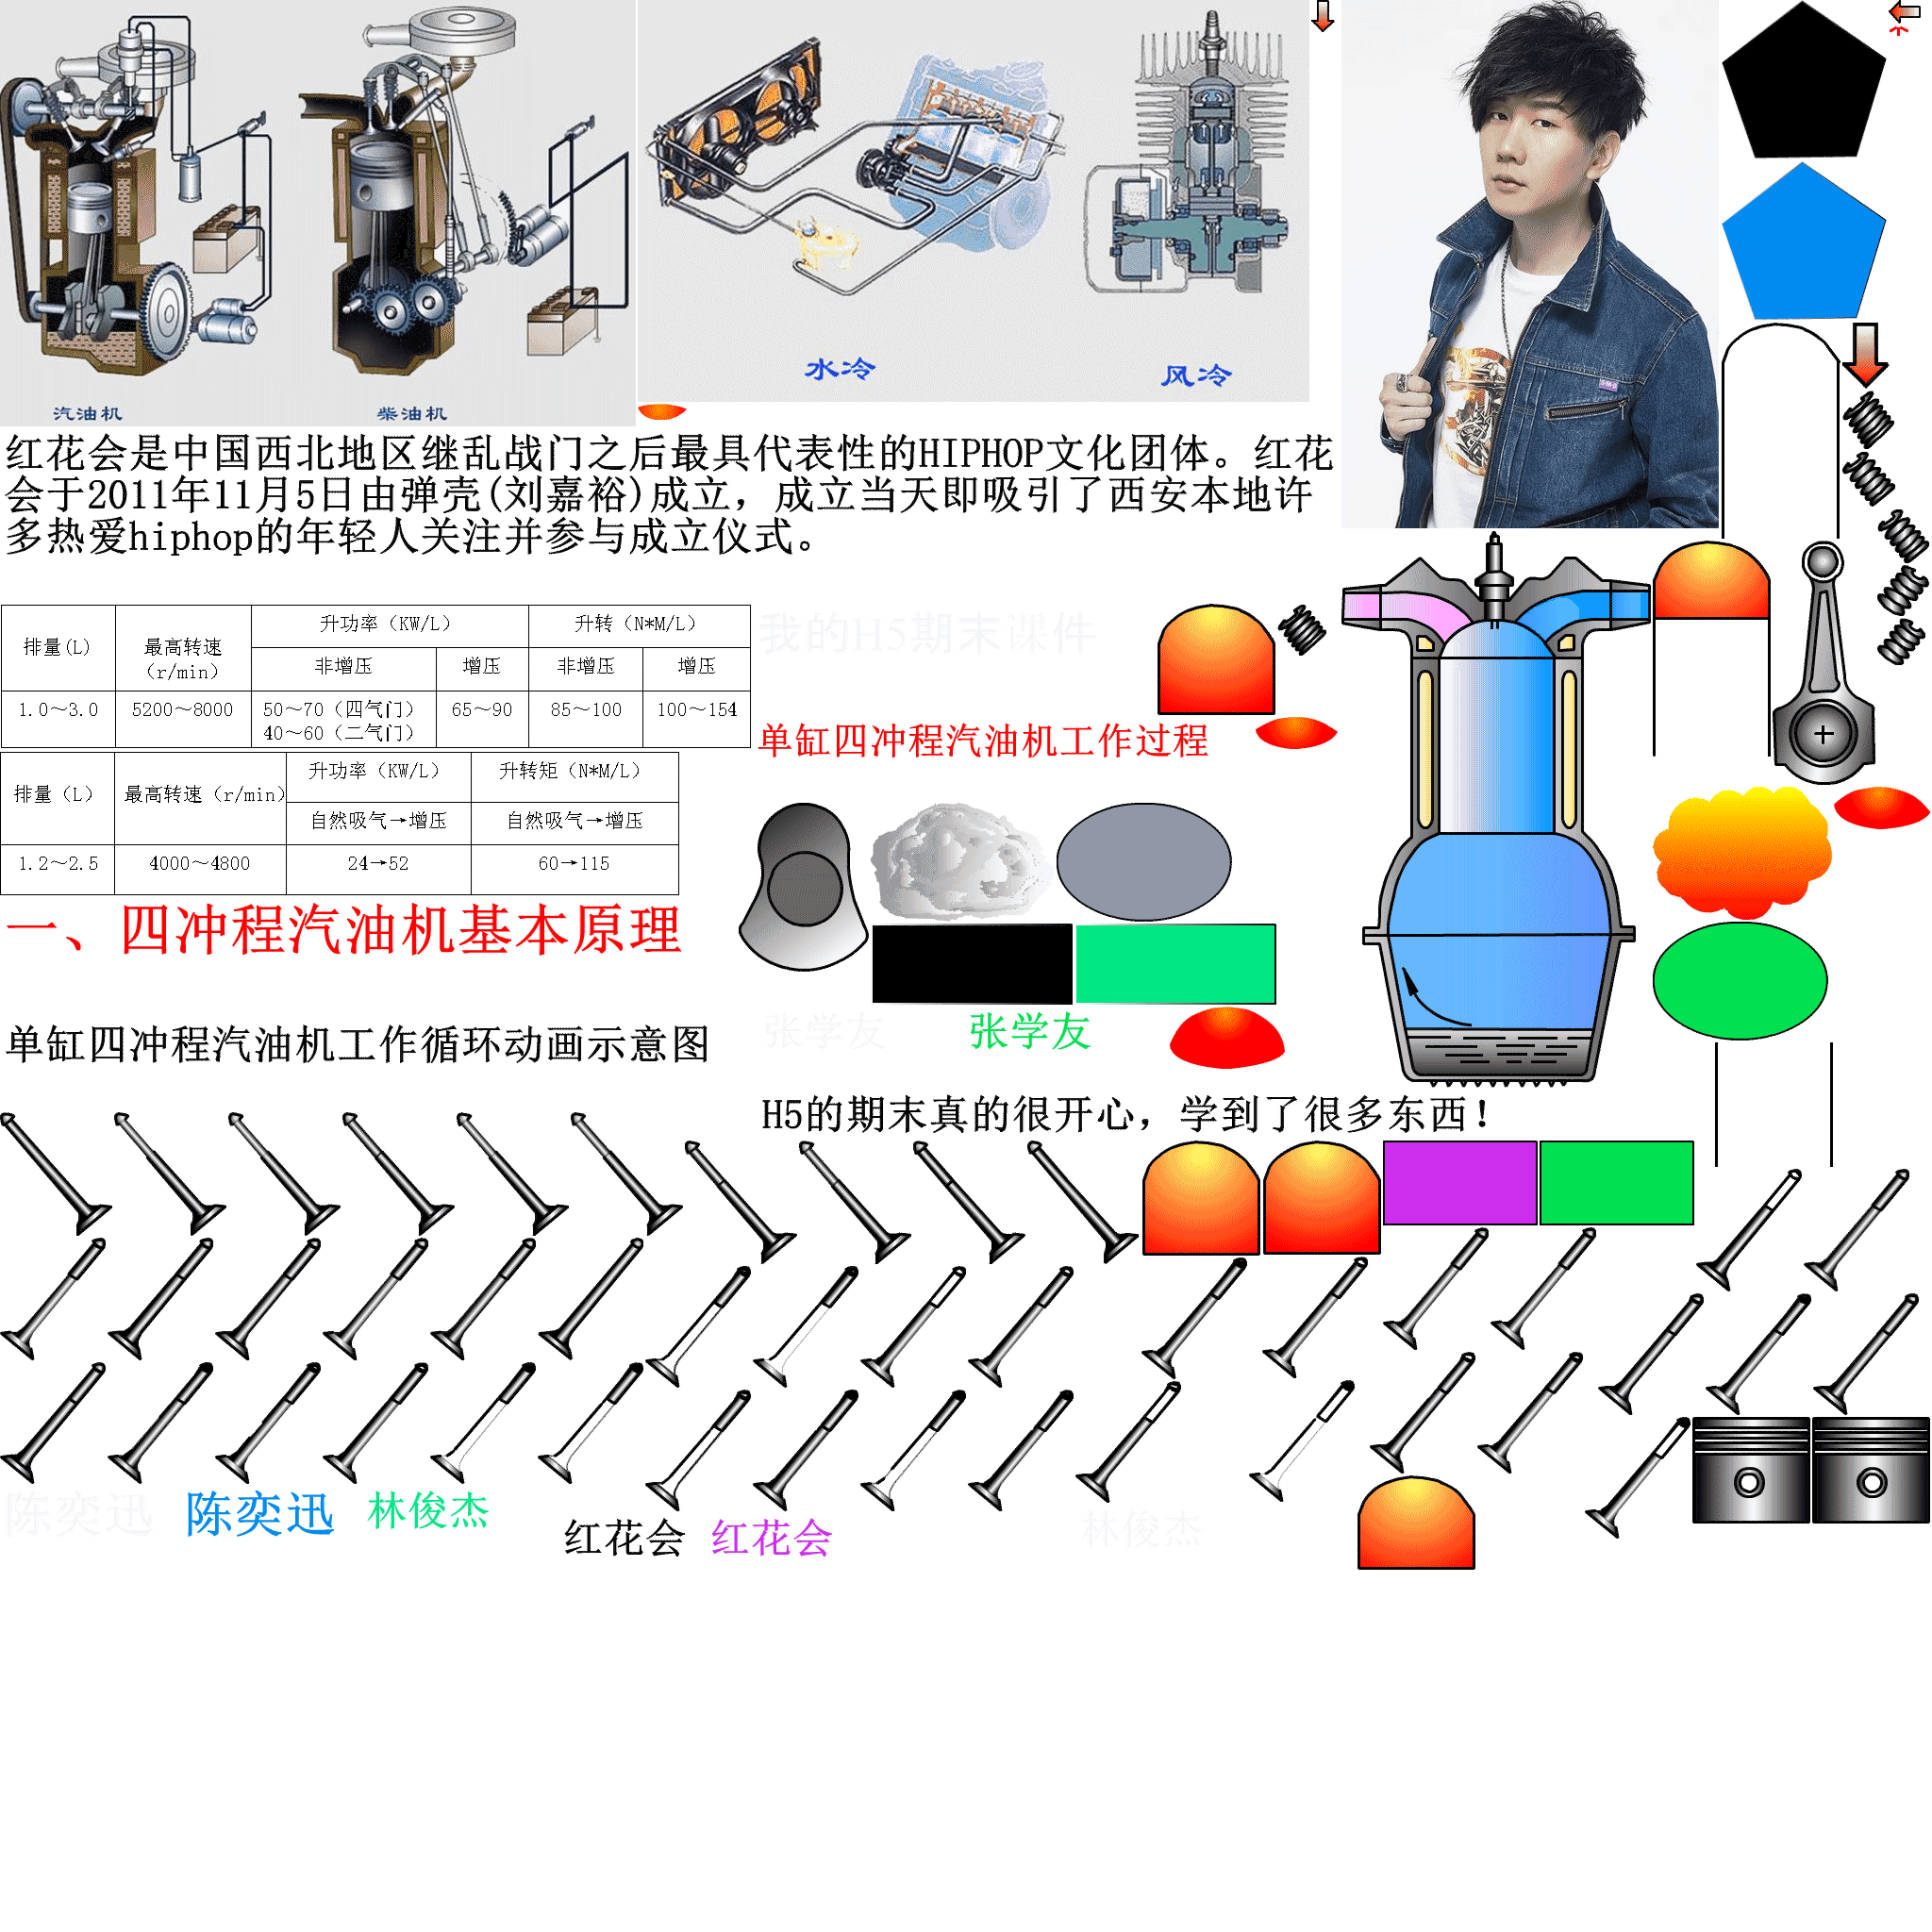 汽油机
柴油机
水冷
风冷
红花会是中国西北地区继乱战门之后最具代表性的HIPHOP文化团体。红花
会于2011年11月5日由弹壳(刘嘉裕)成立，成立当天即吸引了西安本地许
多热爱hiphop的年轻人关注并参与成立仪式。
排量(L) 最高转速（r/min） 升功率（KW/L） 升转（N*M/L）
非增压 增压 非增压 增压
1.0～3.0 5200～8000 50～70（四气门） 65～90 85～100 100～154
40～60（二气门）
我的H5期末课件
单缸四冲程汽油机工作过程
排量（L） 最高转速（r/min） 升功率（KW/L） 升转矩（N*M/L）
自然吸气→增压 自然吸气→增压
1.2～2.5 4000～4800 24→52 60→115
一、四冲程汽油机基本原理
张学友 张学友
单缸四冲程汽油机工作循环动画示意图
H5的期末真的很开心，学到了很多东西！
陈奕迅 陈奕迅 林俊杰
红花会 红花会
林俊杰